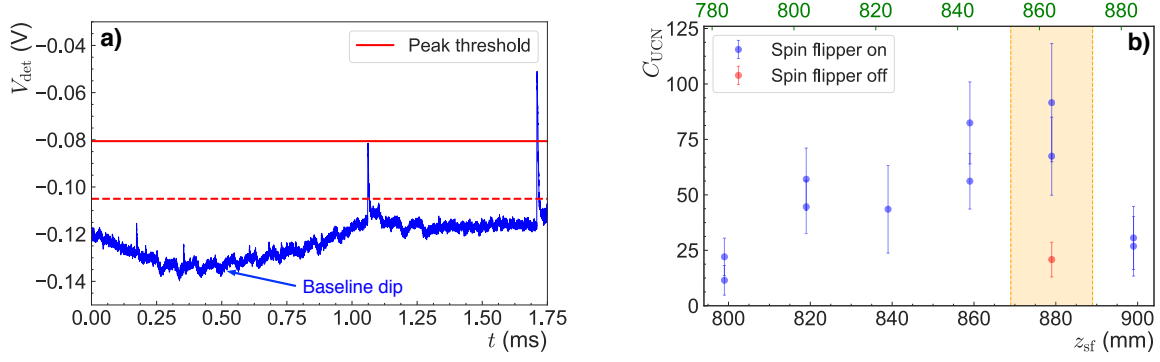 a)
Peak threshold
V_det (V)
−0.04
−0.06
−0.08
−0.10
−0.12
−0.14
Baseline dip
0.00 0.25 0.50 0.75 1.00 1.25 1.50 1.75
t (ms)
780 800 820 840 860 880
b)
Spin flipper on
Spin flipper off
C_UCN
125
100
75
50
25
0
800 820 840 860 880 900
z_sf (mm)